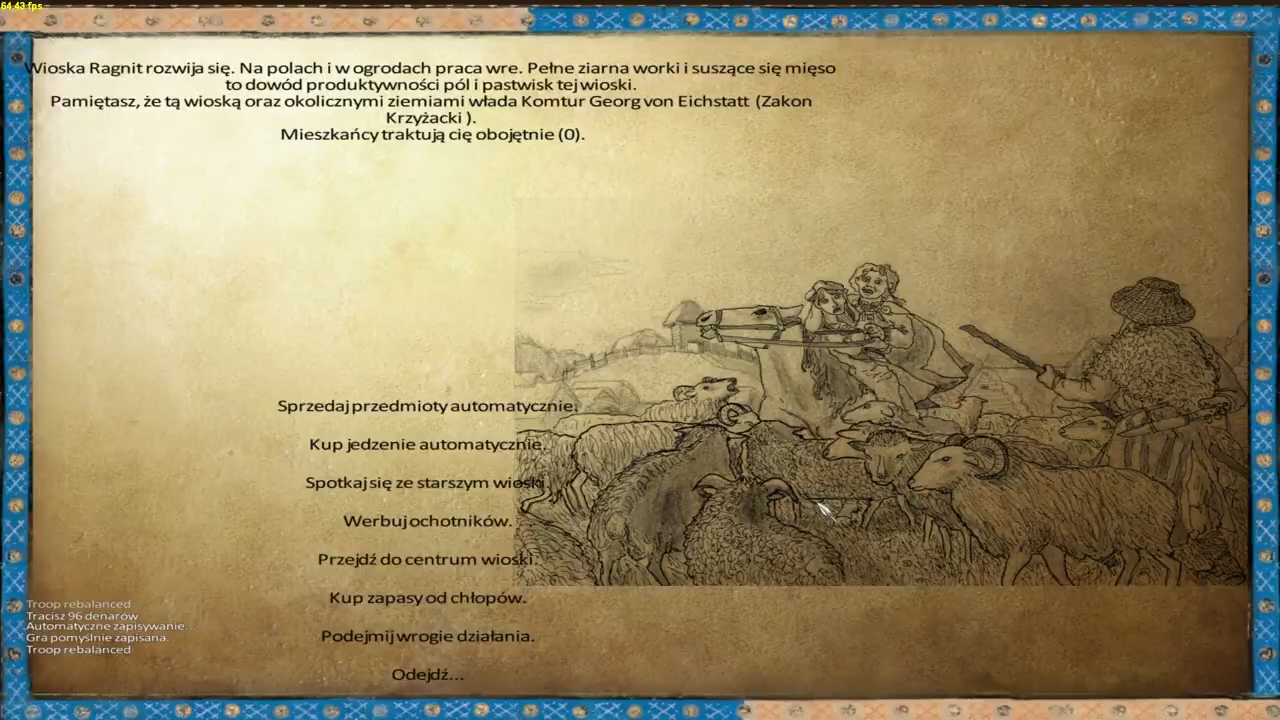 64.43 fps
Wioska Ragnit rozwija się. Na polach i w ogrodach praca wre. Pełne ziarna worki i suszące się mięso
to dowód produktywności pól i pastwisk tej wioski.
Pamiętasz, że tą wioską oraz okolicznymi ziemiami włada Komtur Georg von Eichstatt (Zakon
Krzyżacki ).
Mieszkańcy traktują cię obojętnie (0).
Sprzedaj przedmioty automatycznie.
Kup jedzenie automatycznie.
Spotkaj się ze starszym wioski.
Werbuj ochotników.
Przejdź do centrum wioski.
Kup zapasy od chłopów.
Podejmij wrogie działania.
Odejdź...
Troop rebalanced
Tracisz 96 denarów
Automatyczne zapisywanie...
Gra pomyślnie zapisana.
Troop rebalanced